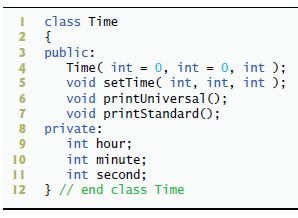 1 class Time
2 {
3 public:
4 Time( int = 0, int = 0, int );
5 void setTime( int, int, int );
6 void printUniversal();
7 void printStandard();
8 private:
9 int hour;
10 int minute;
11 int second;
12 } // end class Time